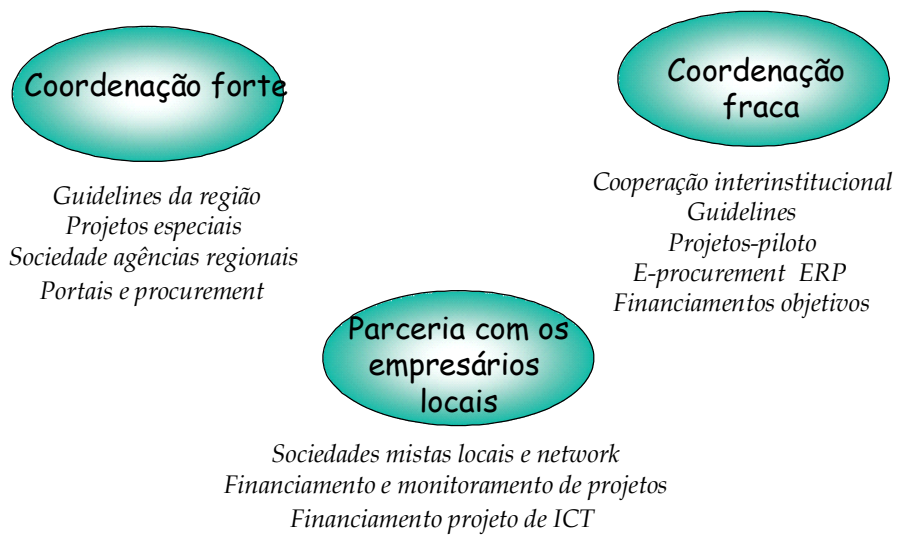 Coordenação forte
Guidelines da região
Projetos especiais
Sociedade agências regionais
Portais e procurement
Coordenação
fraca
Cooperação interinstitucional
Guidelines
Projetos-piloto
E-procurement ERP
Financiamentos objetivos
Parceria com os
empresários
locais
Sociedades mistas locais e network
Financiamento e monitoramento de projetos
Financiamento projeto de ICT